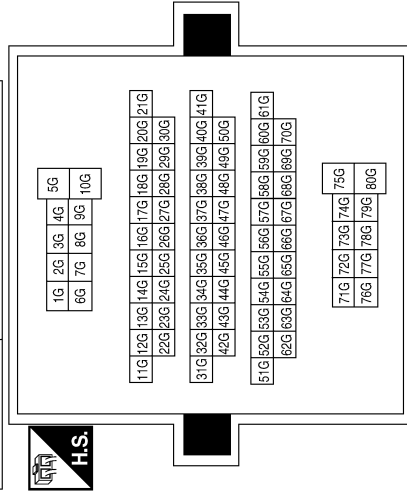 1G 2G 3G 4G 5G
6G 7G 8G 9G 10G
11G 12G 13G 14G 15G 16G 17G 18G 19G 20G 21G
22G 23G 24G 25G 26G 27G 28G 29G 30G
31G 32G 33G 34G 35G 36G 37G 38G 39G 40G 41G
42G 43G 44G 45G 46G 47G 48G 49G 50G
51G 52G 53G 54G 55G 56G 57G 58G 59G 60G 61G
62G 63G 64G 65G 66G 67G 68G 69G 70G
71G 72G 73G 74G 75G
76G 77G 78G 79G 80G
H.S.